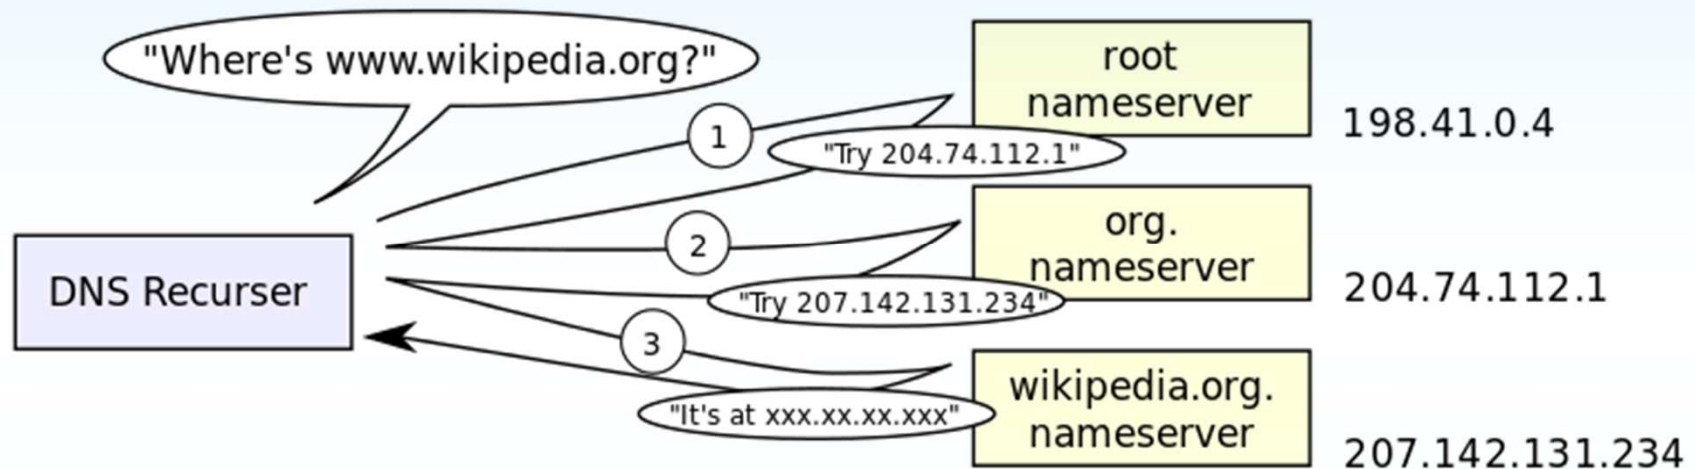 "Where's www.wikipedia.org?"
root
nameserver
198.41.0.4
1
"Try 204.74.112.1"
org.
nameserver
204.74.112.1
2
DNS Recurser
"Try 207.142.131.234"
3
wikipedia.org.
nameserver
207.142.131.234
"It's at xxx.xx.xx.xxx"